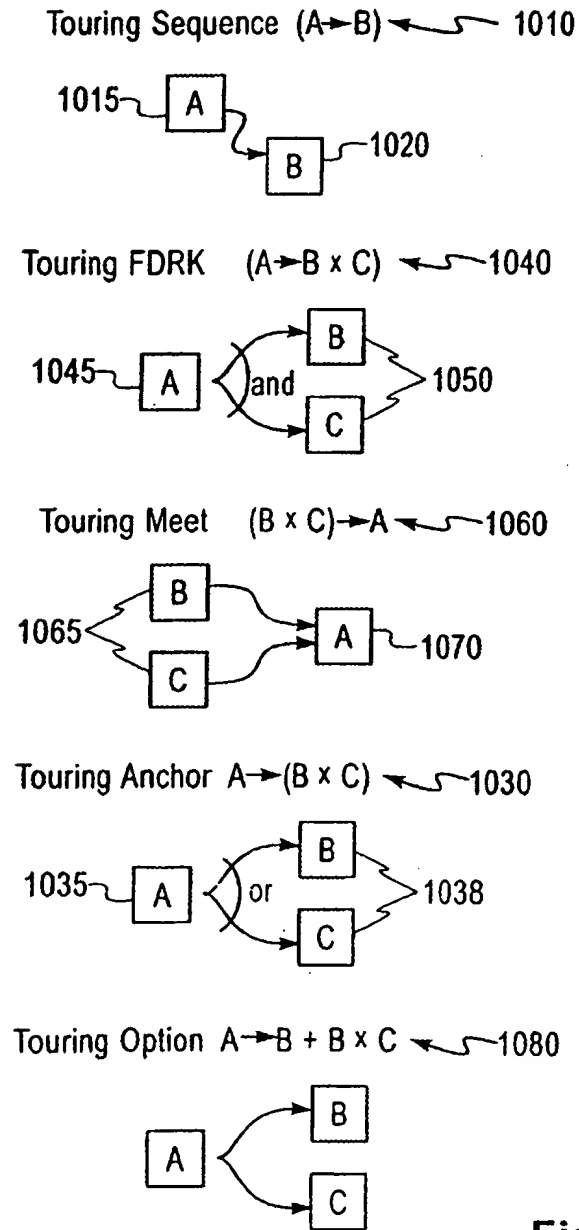 Touring Sequence (A→B) 1010
1015 A
B 1020
Touring FDRK (A→B x C) 1040
B
1045 A and 1050
C
Touring Meet (B x C)→A 1060
B
1065 A 1070
C
Touring Anchor A→(B x C) 1030
B
1035 A or 1038
C
Touring Option A→B + B x C 1080
B
A
C